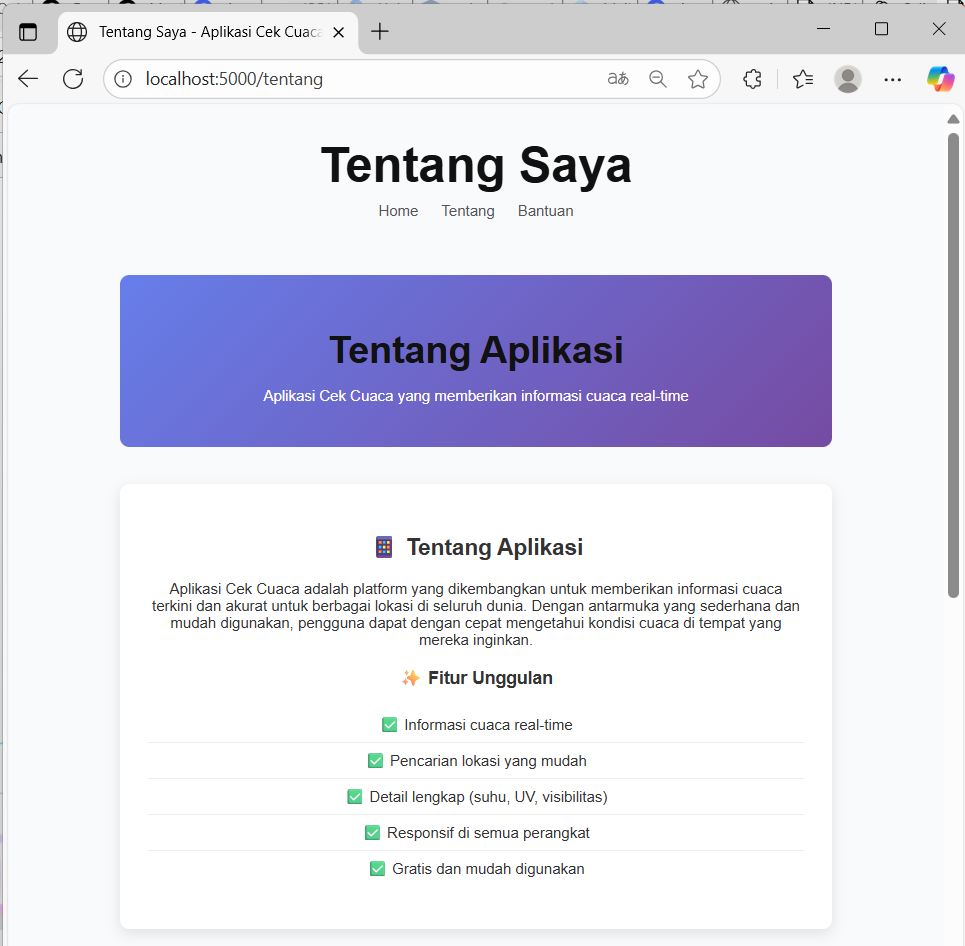 Tentang Saya - Aplikasi Cek Cuaca
localhost:5000/tentang
Tentang Saya
Home Tentang Bantuan
Tentang Aplikasi
Aplikasi Cek Cuaca yang memberikan informasi cuaca real-time
Tentang Aplikasi
Aplikasi Cek Cuaca adalah platform yang dikembangkan untuk memberikan informasi cuaca
terkini dan akurat untuk berbagai lokasi di seluruh dunia. Dengan antarmuka yang sederhana dan
mudah digunakan, pengguna dapat dengan cepat mengetahui kondisi cuaca di tempat yang
mereka inginkan.
✨ Fitur Unggulan
✅ Informasi cuaca real-time
✅ Pencarian lokasi yang mudah
✅ Detail lengkap (suhu, UV, visibilitas)
✅ Responsif di semua perangkat
✅ Gratis dan mudah digunakan